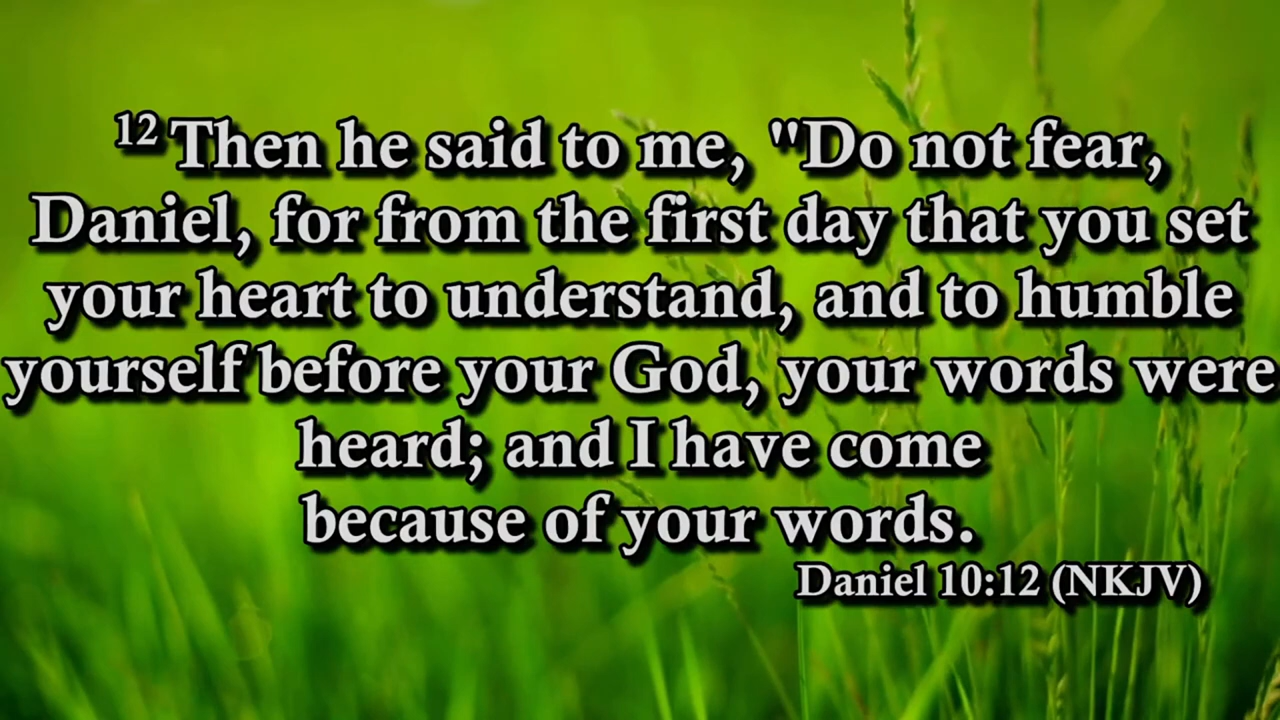 12 Then he said to me, "Do not fear,
Daniel, for from the first day that you set
your heart to understand, and to humble
yourself before your God, your words were
heard; and I have come
because of your words.
Daniel 10:12 (NKJV)